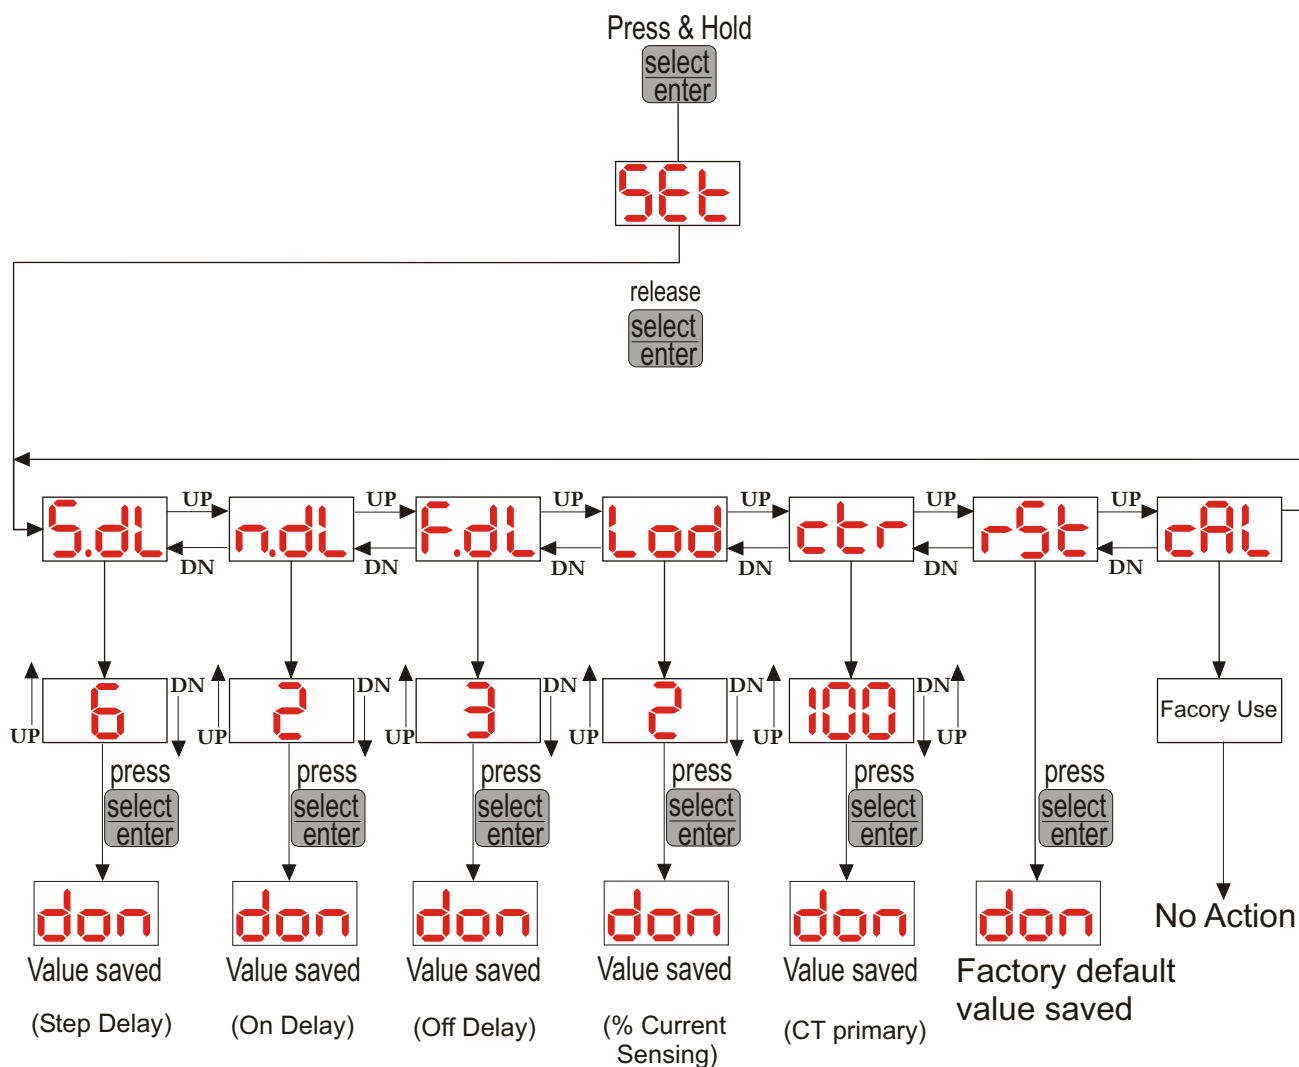 Press & Hold
select
enter
SEt
release
select
enter
UP UP UP UP UP UP
S.dL n.dL F.dL Lod ctr rSt cAL
DN DN DN DN DN DN
6 DN 2 DN 3 DN 2 DN 100 DN Facory Use
UP UP UP UP UP UP
press press press press press press
select select select select select select
enter enter enter enter enter enter
don don don don don don No Action
Value saved Value saved Value saved Value saved Value saved Factory default
value saved
(Step Delay) (On Delay) (Off Delay) (% Current (CT primary)
Sensing)